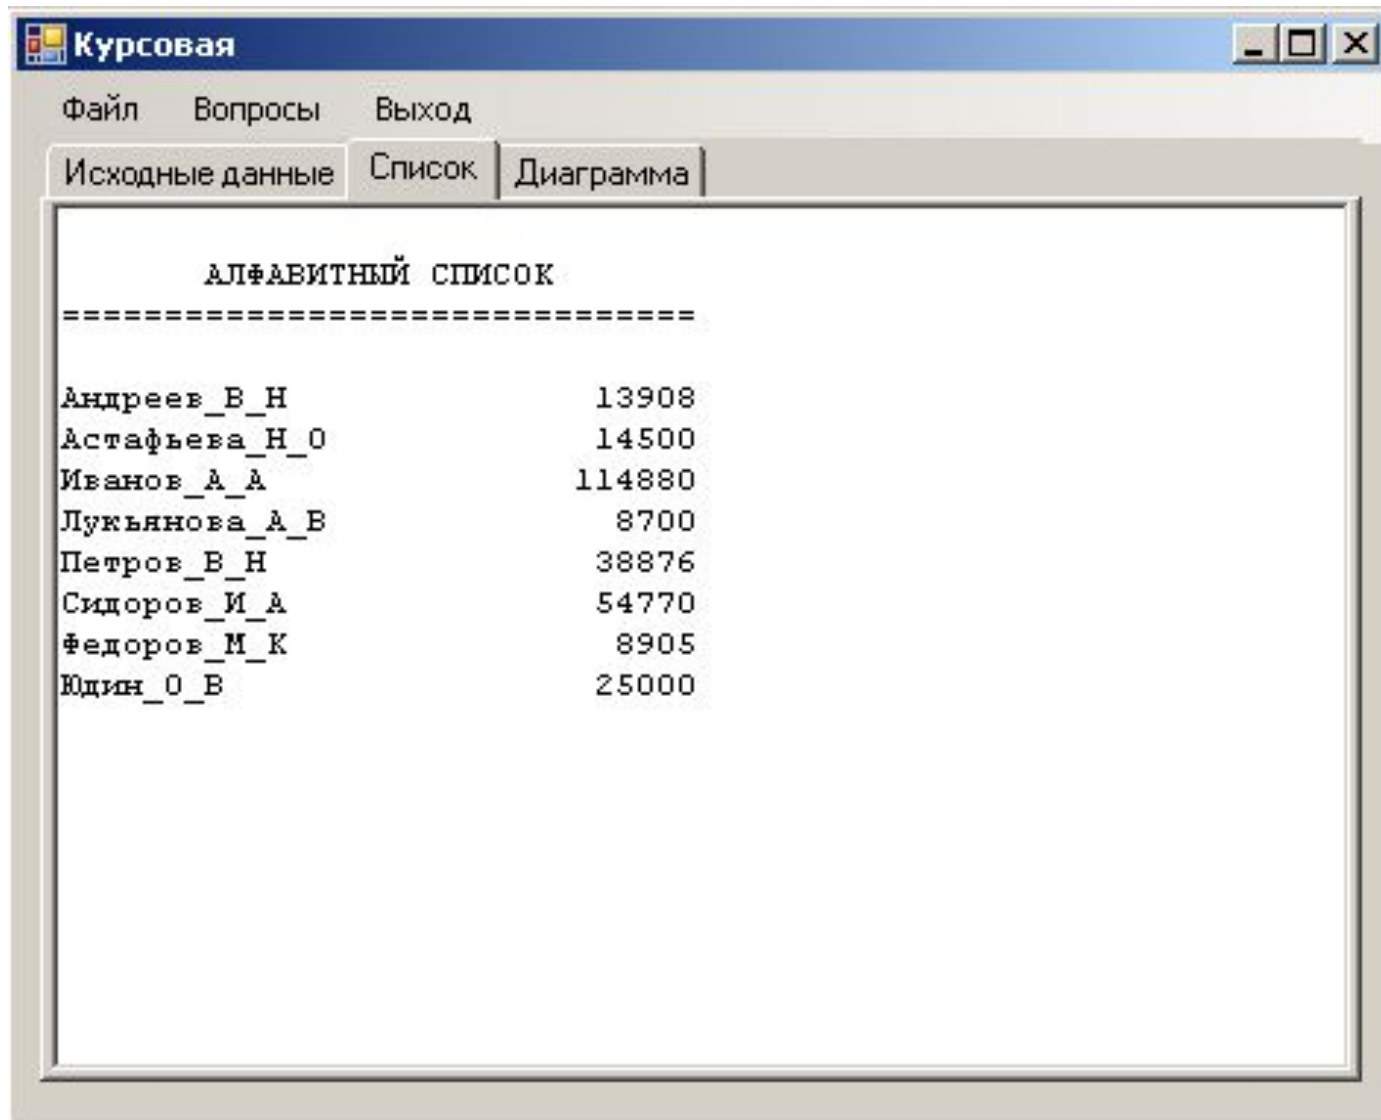 Курсовая
Файл Вопросы Выход
Исходные данные Список Диаграмма
АЛФАВИТНЫЙ СПИСОК
===============================
Андреев_В_Н 13908
Астафьева_Н_О 14500
Иванов_А_А 114880
Лукьянова_А_В 8700
Петров_В_Н 38876
Сидоров_И_А 54770
Федоров_М_К 8905
Юдин_О_В 25000